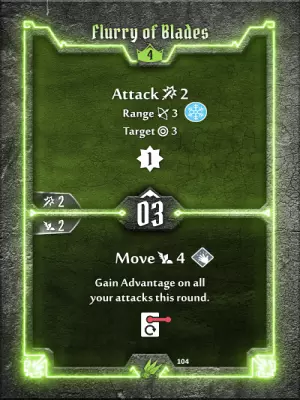 Flurry of Blades
4
Attack 2
Range 3
Target 3
1
2
03
2
Move 4
Gain Advantage on all
your attacks this round.
104